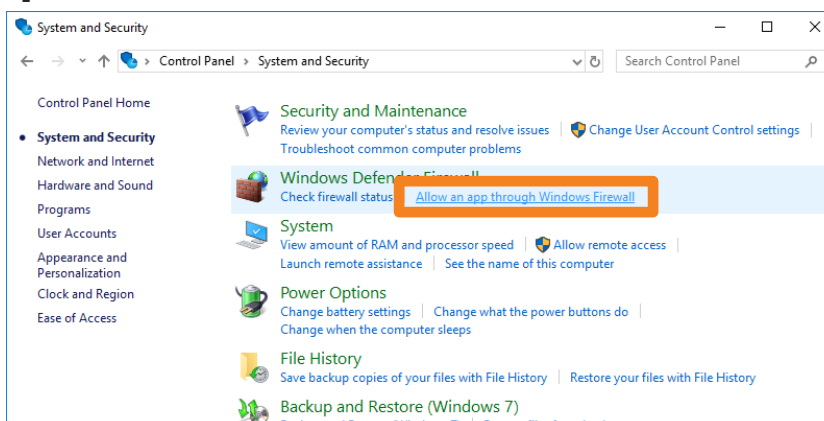 System and Security
Control Panel > System and Security
Search Control Panel
Control Panel Home
System and Security
Network and Internet
Hardware and Sound
Programs
User Accounts
Appearance and
Personalization
Clock and Region
Ease of Access
Security and Maintenance
Review your computer's status and resolve issues | Change User Account Control settings |
Troubleshoot common computer problems
Windows Defender Firewall
Check firewall status Allow an app through Windows Firewall
System
View amount of RAM and processor speed | Allow remote access |
Launch remote assistance | See the name of this computer
Power Options
Change battery settings | Change what the power buttons do |
Change when the computer sleeps
File History
Save backup copies of your files with File History | Restore your files with File History
Backup and Restore (Windows 7)